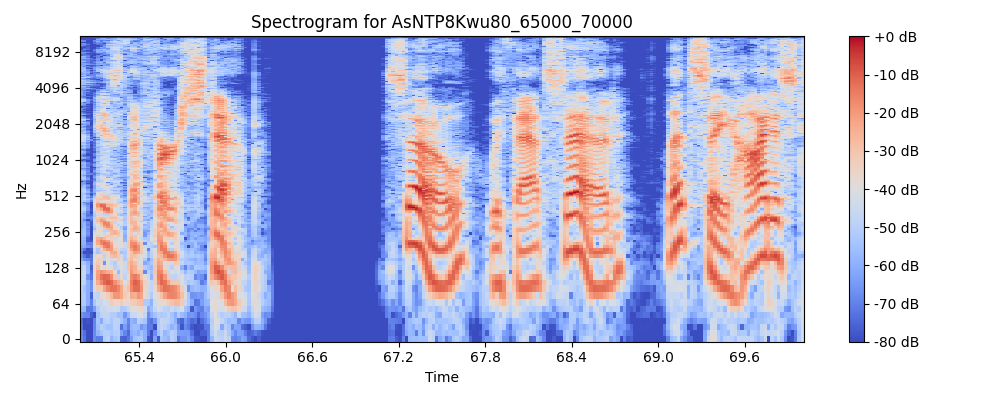 Spectrogram for AsNTP8Kwu80_65000_70000
Hz
8192
4096
2048
1024
512
256
128
64
0
65.4 66.0 66.6 67.2 67.8 68.4 69.0 69.6
Time
+0 dB
-10 dB
-20 dB
-30 dB
-40 dB
-50 dB
-60 dB
-70 dB
-80 dB